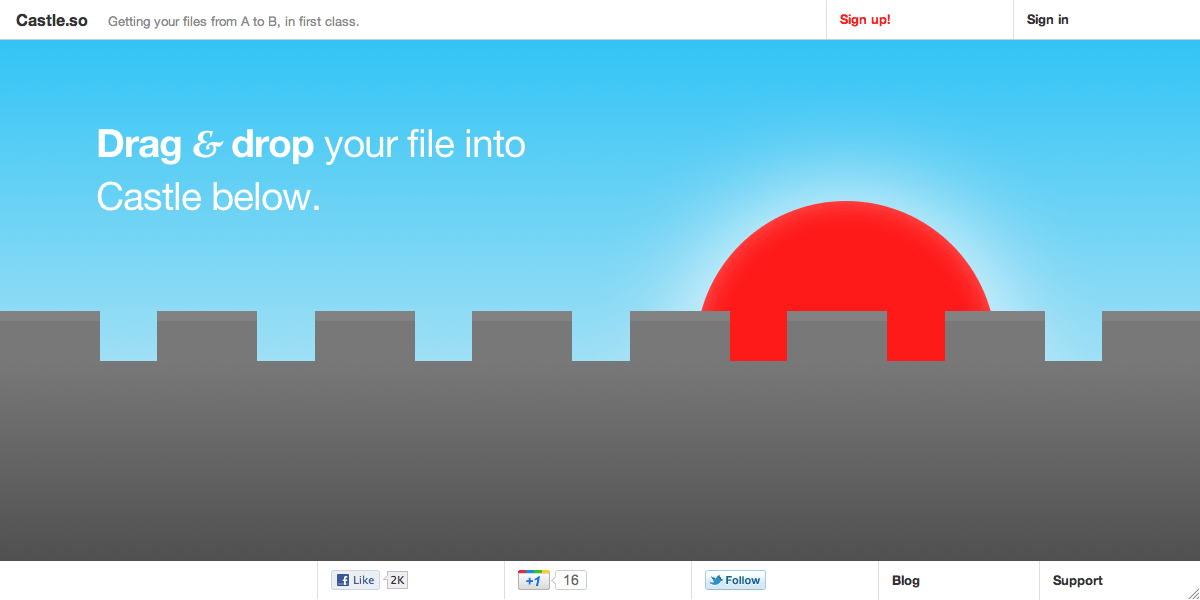 Castle.so Getting your files from A to B, in first class. Sign up! Sign in
Drag & drop your file into
Castle below.
Like 2K +1 16 Follow Blog Support